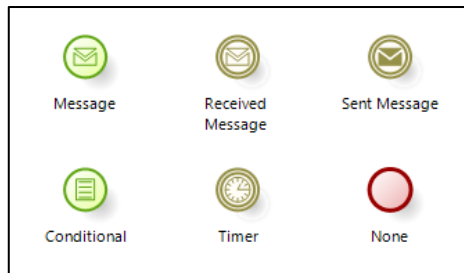 Message
Received
Message
Sent Message
Conditional
Timer
None